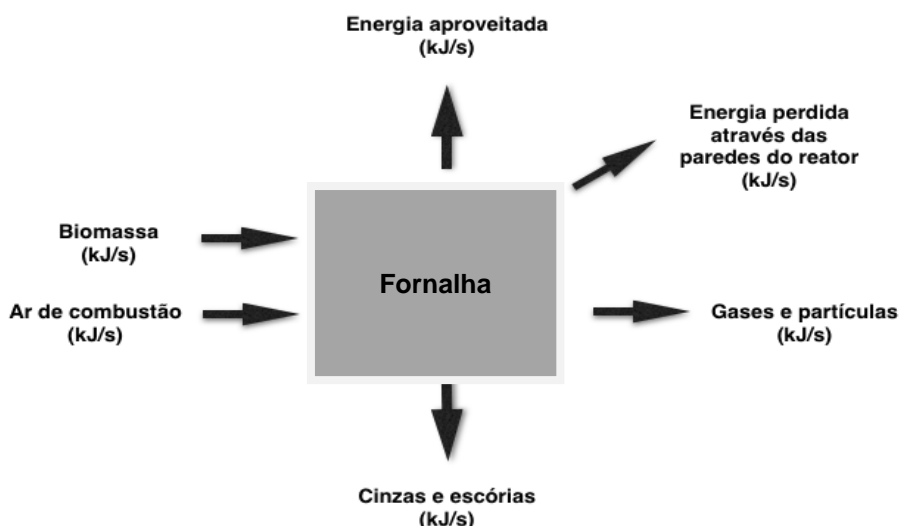 Energia aproveitada
(kJ/s)
Energia perdida
através das
paredes do reator
(kJ/s)
Biomassa
(kJ/s)
Fornalha
Ar de combustão
(kJ/s)
Gases e partículas
(kJ/s)
Cinzas e escórias
(kJ/s)